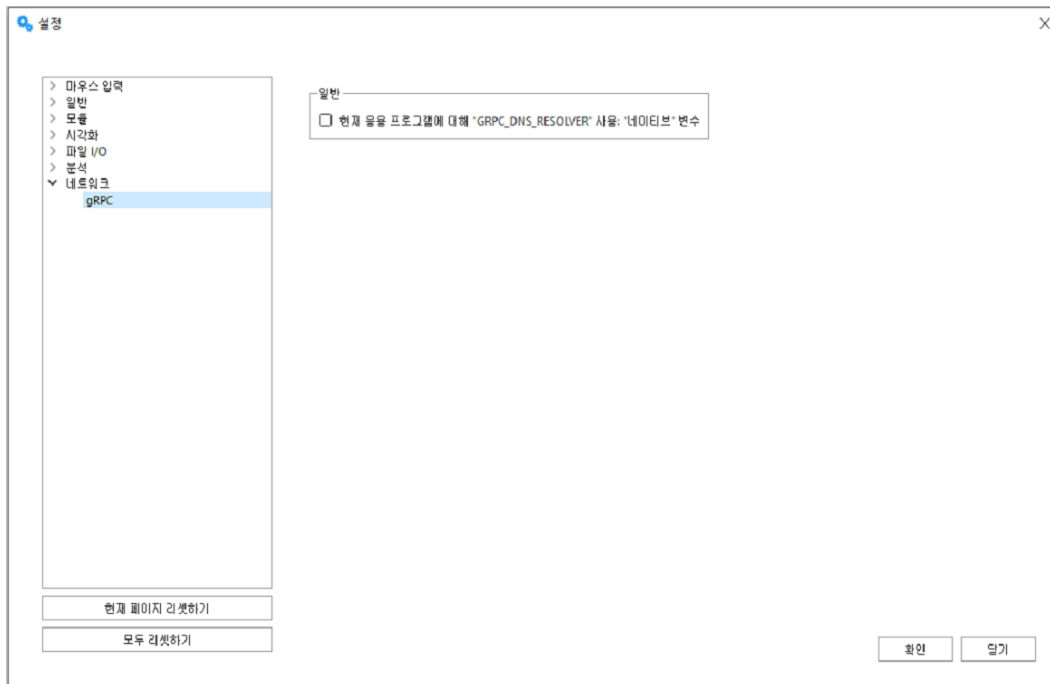 설정
마우스 입력
일반
모듈
시각화
파일 I/O
분석
네트워크
gRPC
일반
현재 응용 프로그램에 대해 "GRPC_DNS_RESOLVER" 사용: "네이티브" 변수
현재 페이지 리셋하기
모두 리셋하기
확인
닫기